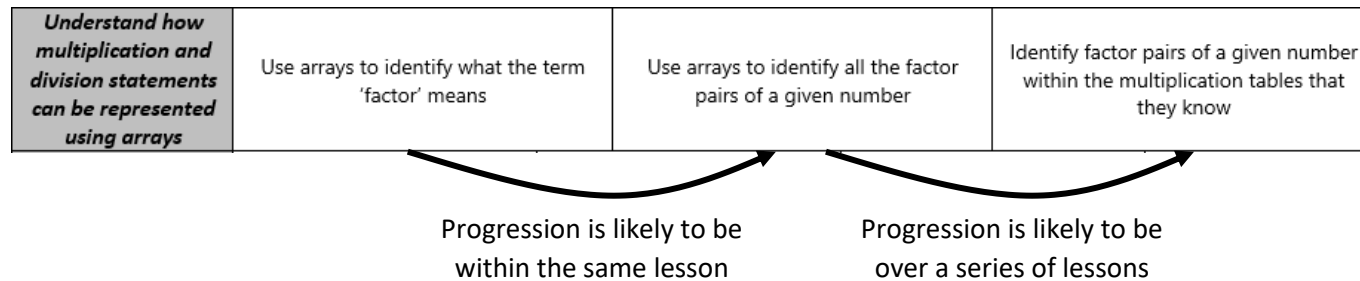 Understand how
multiplication and
division statements
can be represented
using arrays
Use arrays to identify what the term
'factor' means
Use arrays to identify all the factor
pairs of a given number
Identify factor pairs of a given number
within the multiplication tables that
they know
Progression is likely to be
within the same lesson
Progression is likely to be
over a series of lessons